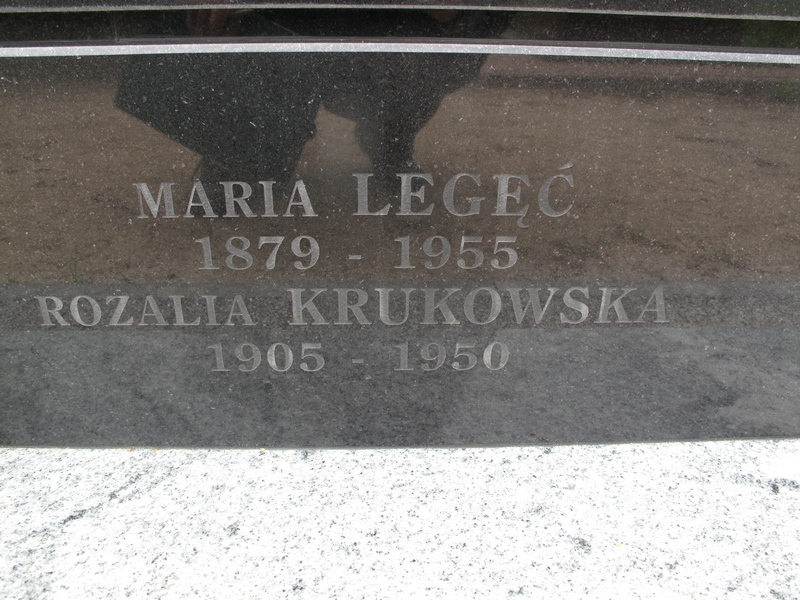 MARIA LEGĘĆ
1879 - 1955
ROZALIA KRUKOWSKA
1905 - 1950